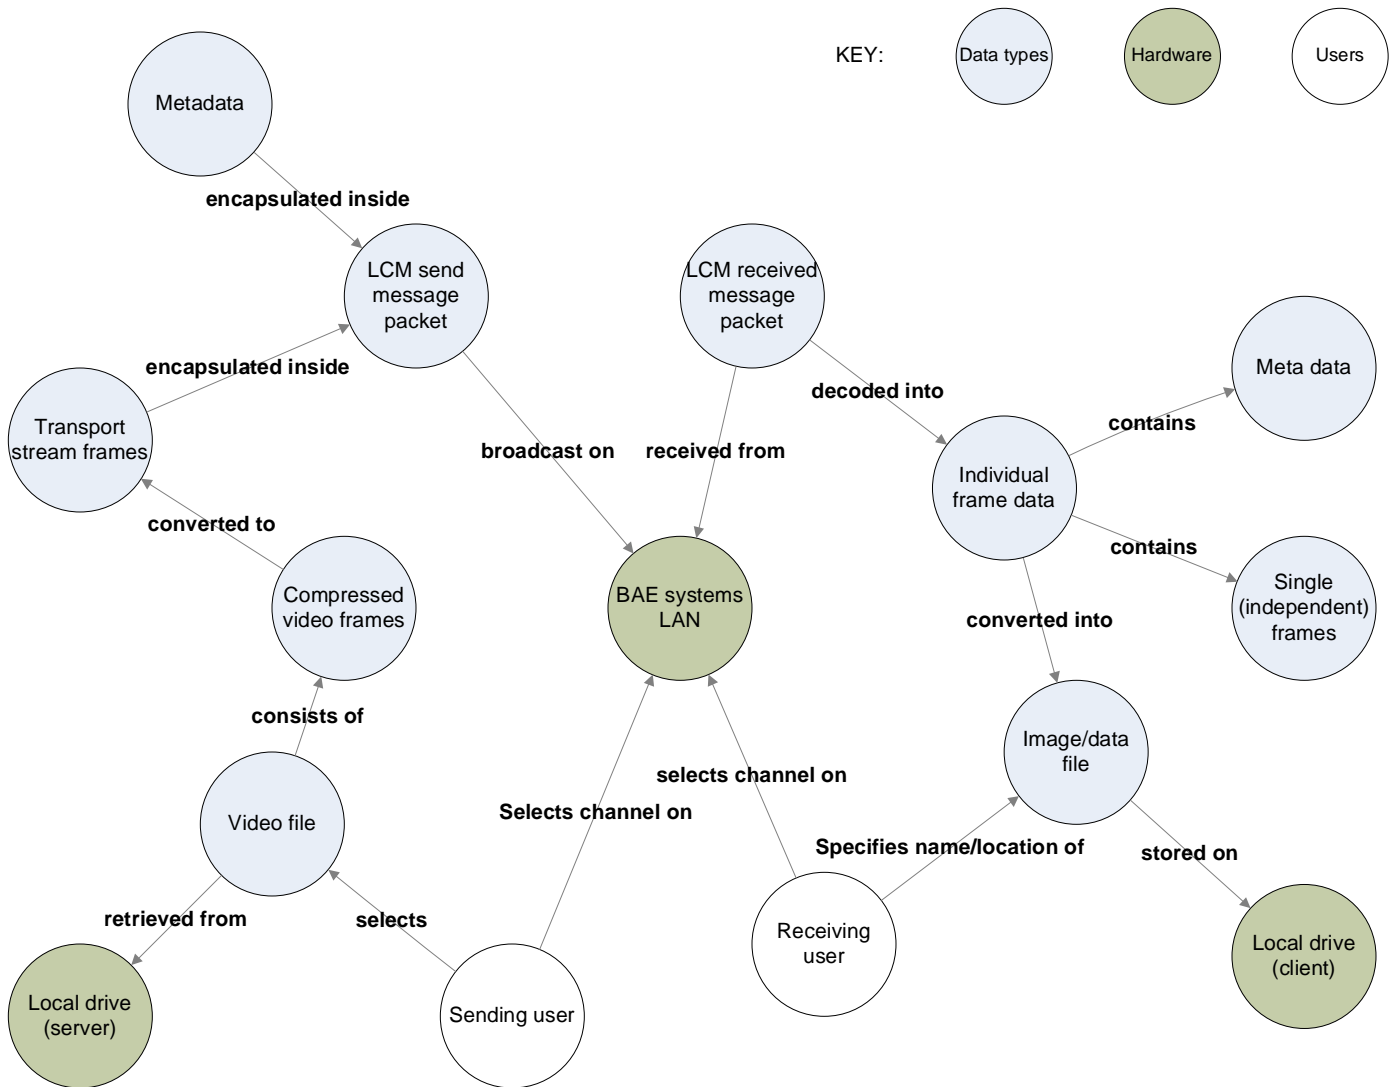 KEY:
Data types
Hardware
Users
Metadata
encapsulated inside
LCM send
message
packet
LCM received
message
packet
encapsulated inside
decoded into
Meta data
contains
Transport
stream frames
broadcast on
received from
Individual
frame data
converted to
contains
Compressed
video frames
BAE systems
LAN
Single
(independent)
frames
converted into
consists of
Image/data
file
selects channel on
Video file
Selects channel on
Specifies name/location of
stored on
retrieved from
selects
Receiving
user
Local drive
(client)
Local drive
(server)
Sending user